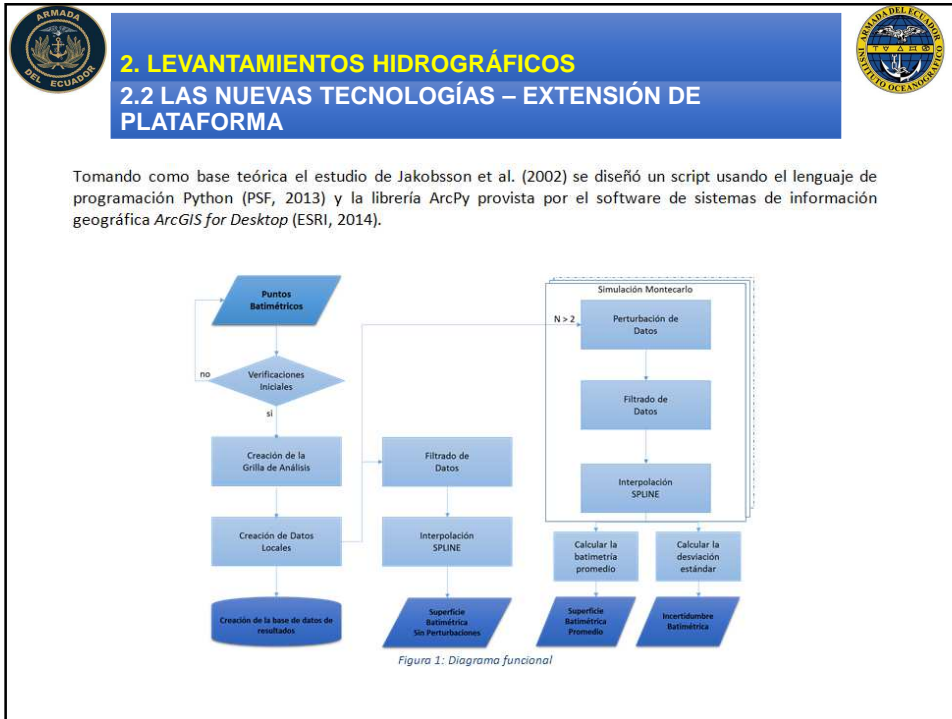 ARMADA
DEL ECUADOR
2. LEVANTAMIENTOS HIDROGRÁFICOS
2.2 LAS NUEVAS TECNOLOGÍAS – EXTENSIÓN DE
PLATAFORMA
ARMADA DEL ECUADOR
INSTITUTO OCEANOGRÁFICO
Tomando como base teórica el estudio de Jakobsson et al. (2002) se diseñó un script usando el lenguaje de
programación Python (PSF, 2013) y la librería ArcPy provista por el software de sistemas de información
geográfica ArcGIS for Desktop (ESRI, 2014).
Puntos
Batimétricos
no
Verificaciones
Iniciales
si
Creación de la
Grilla de Análisis
Creación de Datos
Locales
Creación de la base de datos de
resultados
Filtrado de
Datos
Interpolación
SPLINE
Superficie
Batimétrica
Sin Perturbaciones
Simulación Montecarlo
N > 2
Perturbación de
Datos
Filtrado de
Datos
Interpolación
SPLINE
Calcular la
batimetría
promedio
Calcular la
desviación
estándar
Superficie
Batimétrica
Promedio
Incertidumbre
Batimétrica
Figura 1: Diagrama funcional